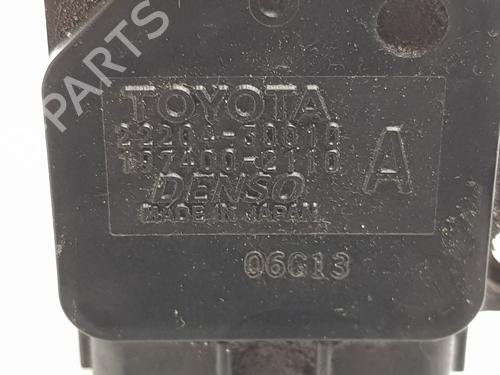 PARTS
TOYOTA
22204-30010
197400-2110
DENSO
MADE IN JAPAN
A
06G13